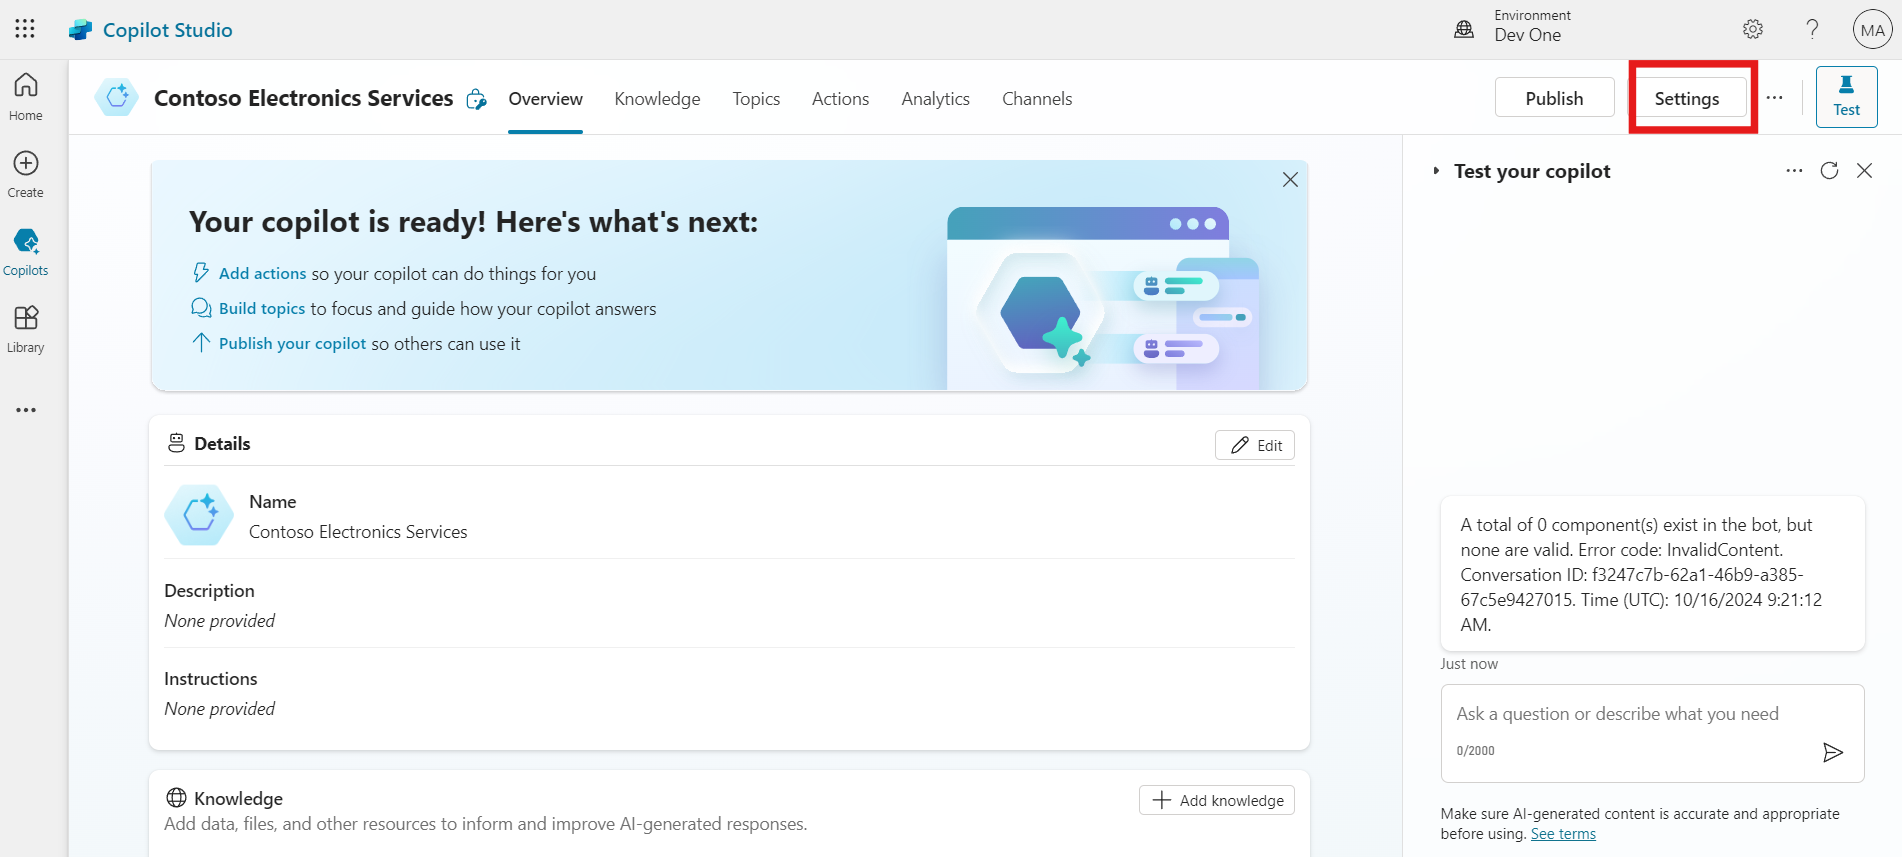 Copilot Studio
Environment
Dev One
MA
Home
Create
Copilots
Library
Contoso Electronics Services
Overview
Knowledge
Topics
Actions
Analytics
Channels
Publish
Settings
Test
Your copilot is ready! Here's what's next:
Add actions so your copilot can do things for you
Build topics to focus and guide how your copilot answers
Publish your copilot so others can use it
Details
Edit
Name
Contoso Electronics Services
Description
None provided
Instructions
None provided
Knowledge
Add knowledge
Add data, files, and other resources to inform and improve AI-generated responses.
Test your copilot
A total of 0 component(s) exist in the bot, but
none are valid. Error code: InvalidContent.
Conversation ID: f3247c7b-62a1-46b9-a385-
67c5e9427015. Time (UTC): 10/16/2024 9:21:12
AM.
Just now
Ask a question or describe what you need
0/2000
Make sure AI-generated content is accurate and appropriate
before using. See terms